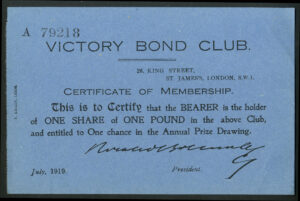 A 79218
VICTORY BOND CLUB.
26, KING STREET,
ST. JAMES'S, LONDON, S.W.1.
CERTIFICATE OF MEMBERSHIP.
This is to Certify that the BEARER is the holder
of ONE SHARE of ONE POUND in the above Club,
and entitled to One chance in the Annual Prize Drawing.
July, 1919.
President.